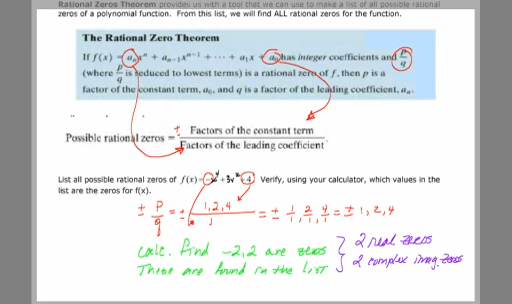 Rational Zeros Theorem provides us with a tool that we can use to make a list of all possible rational
zeros of a polynomial function. From this list, we will find ALL rational zeros for the function.
The Rational Zero Theorem
If f(x) = aₙxⁿ + aₙ₋₁xⁿ⁻¹ + ··· + a₁x + a₀ has integer coefficients and p/q
(where p/q is reduced to lowest terms) is a rational zero of f, then p is a
factor of the constant term, a₀, and q is a factor of the leading coefficient, aₙ.
Possible rational zeros = ± Factors of the constant term / Factors of the leading coefficient.
List all possible rational zeros of f(x) = -x⁴ + 3x² + 4. Verify, using your calculator, which values in the
list are the zeros for f(x).
± p/q = ± 1, 2, 4 / 1 = ± 1/1, 2/1, 4/1 = ± 1, 2, 4
Calc. find -2, 2 are zeros
These are found in the list
2 real zeros
2 complex imag. zeros